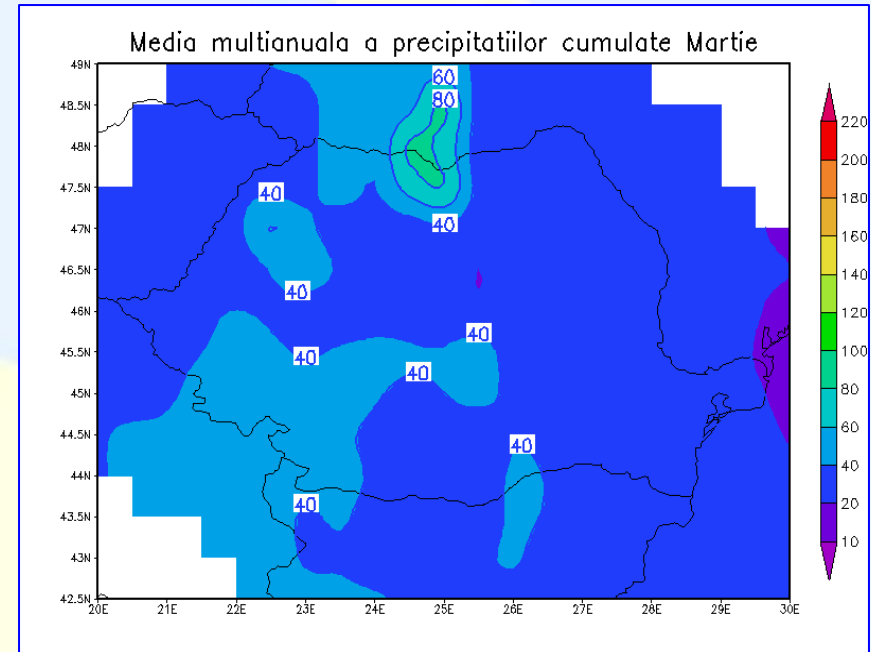 Media multianuala a precipitatiilor cumulate Martie
49N
48.5N
48N
47.5N
47N
46.5N
46N
45.5N
45N
44.5N
44N
43.5N
43N
42.5N
20E 21E 22E 23E 24E 25E 26E 27E 28E 29E 30E
60
80
40
40
40
40
40
40
40
40
220
200
180
160
140
120
100
80
60
40
20
10